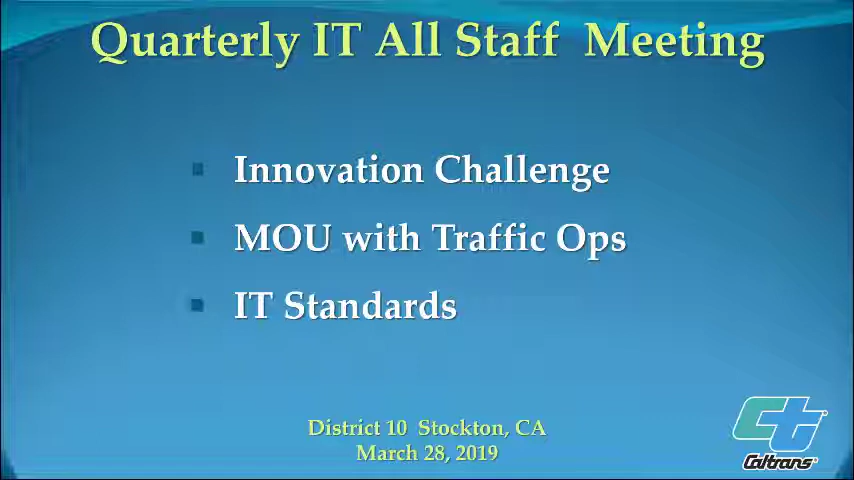 Quarterly IT All Staff Meeting
Innovation Challenge
MOU with Traffic Ops
IT Standards
District 10 Stockton, CA
March 28, 2019
ct
Caltrans